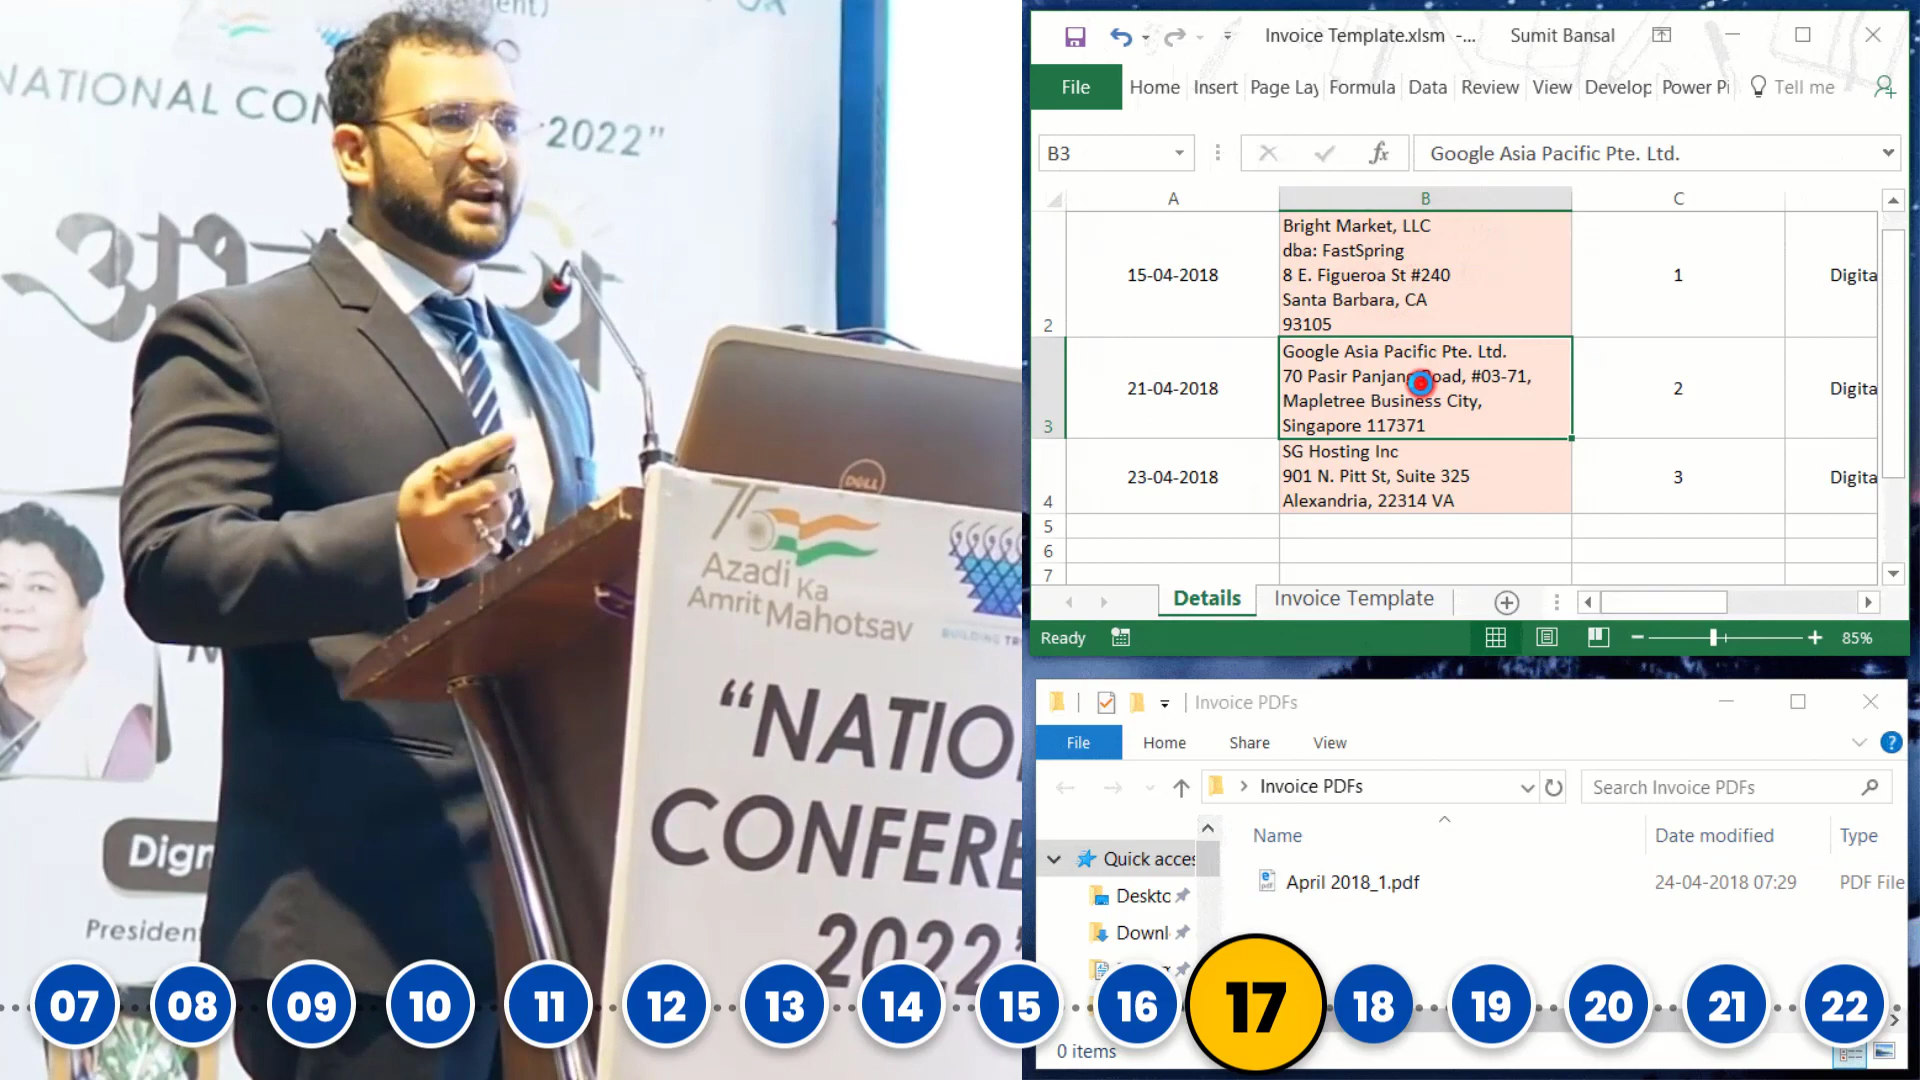 NATIONAL CON
2022”
DELL
75
Azadi Ka
Amrit Mahotsav
“NATIO
CONFERE
2022”
President
Invoice Template.xlsm -...
Sumit Bansal
File
Home
Insert
Page Lay
Formula
Data
Review
View
Develop
Power Pi
Tell me
B3
fx
Google Asia Pacific Pte. Ltd.
A
B
C
2
15-04-2018
Bright Market, LLC
dba: FastSpring
8 E. Figueroa St #240
Santa Barbara, CA
93105
1
Digita
3
21-04-2018
Google Asia Pacific Pte. Ltd.
70 Pasir Panjang Road, #03-71,
Mapletree Business City,
Singapore 117371
2
Digita
4
23-04-2018
SG Hosting Inc
901 N. Pitt St, Suite 325
Alexandria, 22314 VA
3
Digita
5
6
7
Details
Invoice Template
Ready
85%
Invoice PDFs
File
Home
Share
View
Invoice PDFs
Search Invoice PDFs
Name
Date modified
Type
Quick acces
Desktc
Downl
April 2018_1.pdf
24-04-2018 07:29
PDF File
0 items
07
08
09
10
11
12
13
14
15
16
17
18
19
20
21
22